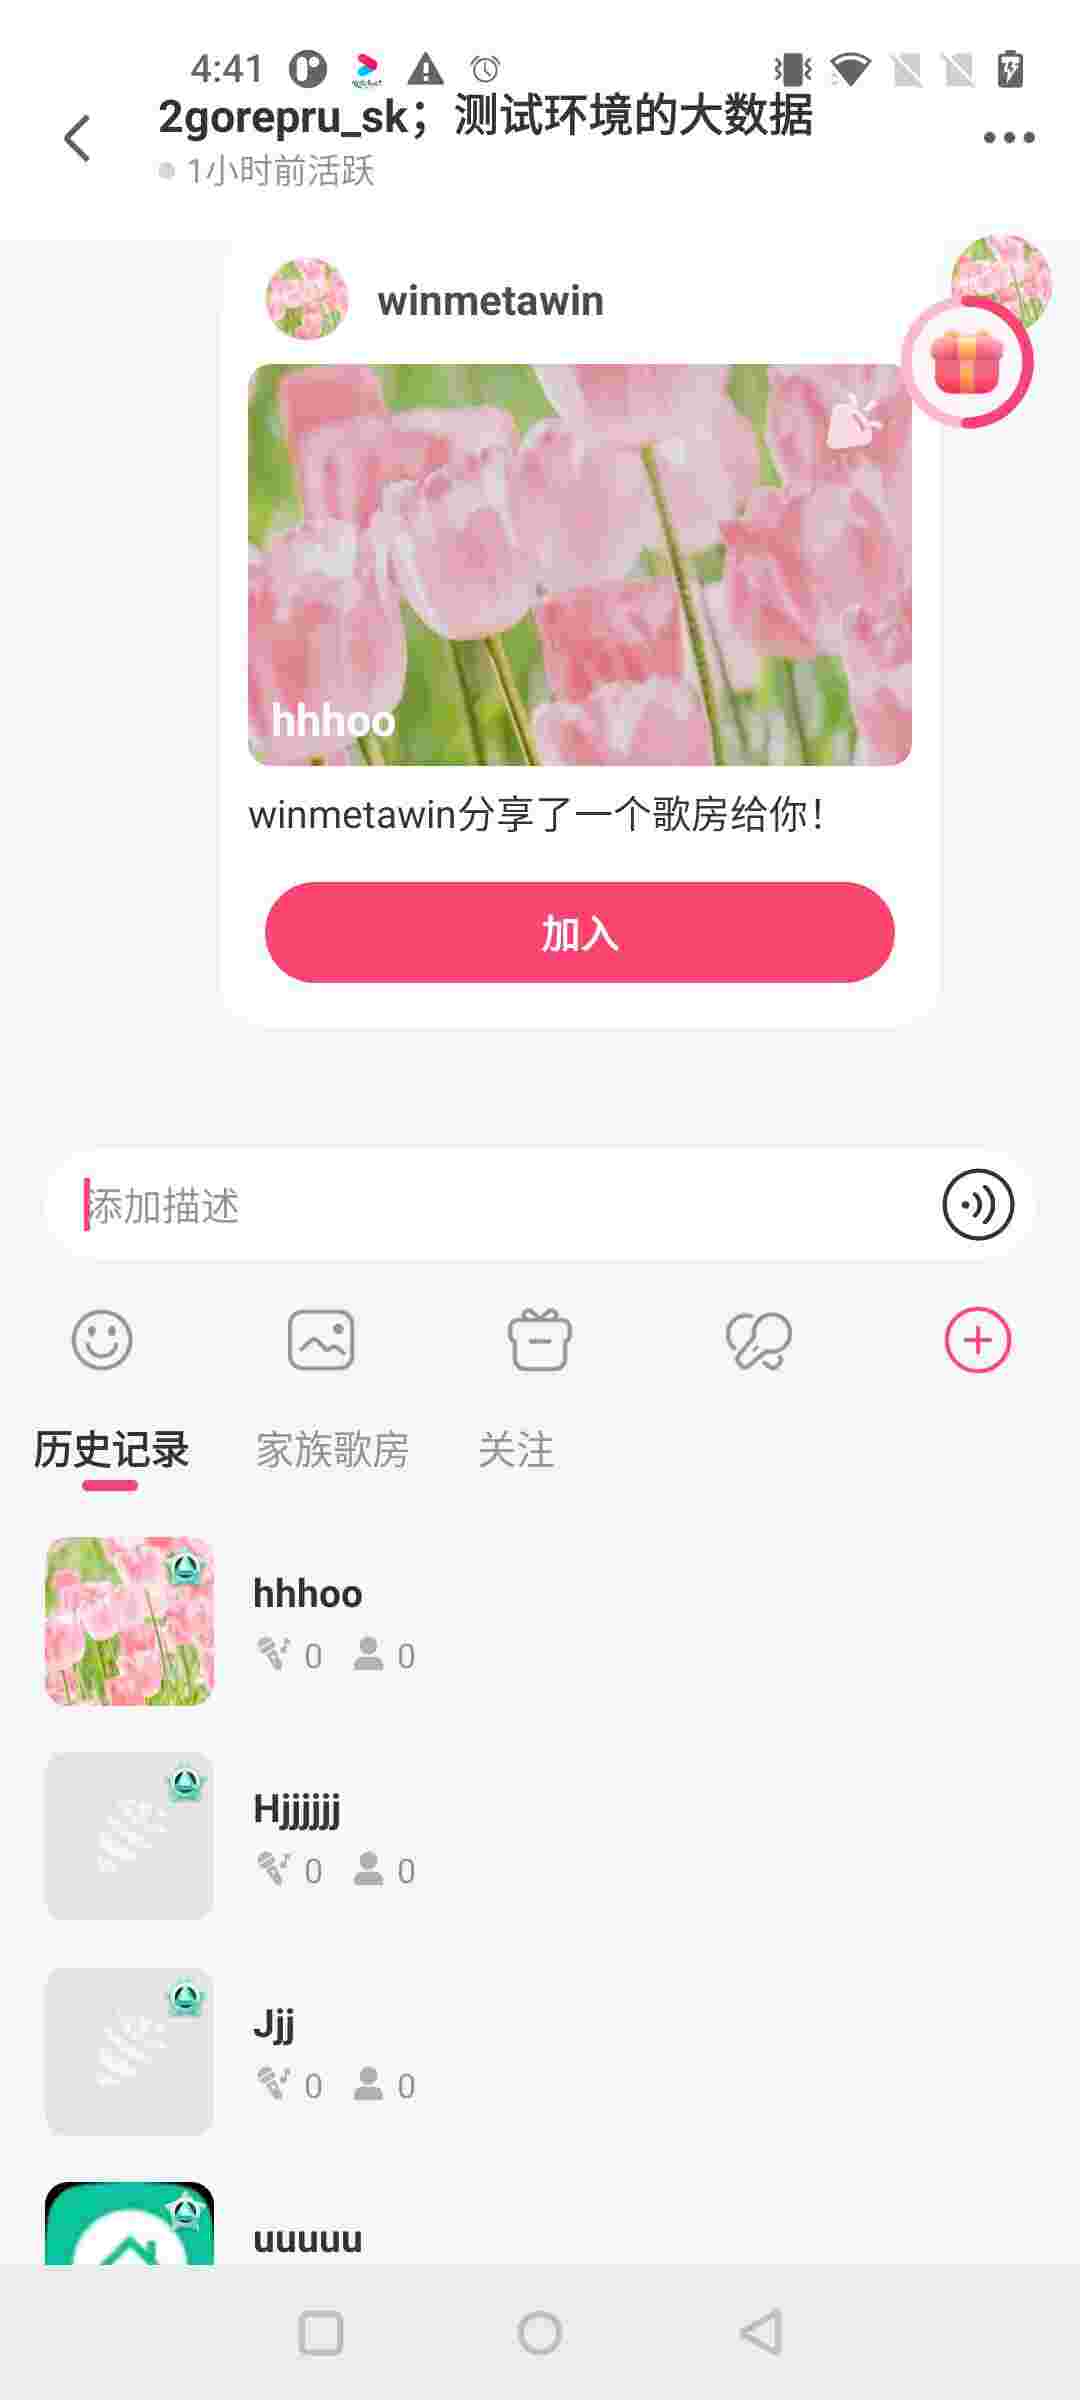 4:41
2gorepru_sk；测试环境的大数据
1小时前活跃
winmetawin
hhhoo
winmetawin分享了一个歌房给你！
加入
添加描述
历史记录 家族歌房 关注
hhhoo
0 0
Hjjjjjj
0 0
Jjj
0 0
uuuuu